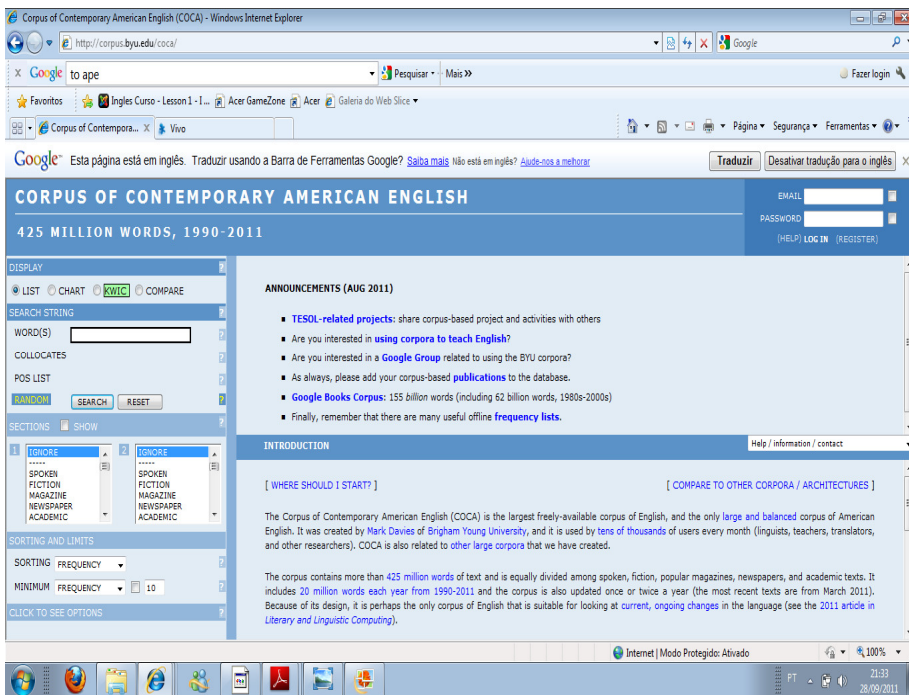 Corpus of Contemporary American English (COCA) - Windows Internet Explorer
http://corpus.byu.edu/coca/
Google
x Google to ape Pesquisar Mais » Fazer login
Favoritos Ingles Curso - Lesson 1 - I... Acer GameZone Acer Galeria do Web Slice
Corpus of Contempora... X Vivo Página Segurança Ferramentas
Google Esta página está em inglês. Traduzir usando a Barra de Ferramentas Google? Saiba mais Não está em inglês? Ajude-nos a melhorar Traduzir Desativar tradução para o inglês X
CORPUS OF CONTEMPORARY AMERICAN ENGLISH
425 MILLION WORDS, 1990-2011
EMAIL
PASSWORD
(HELP) LOG IN (REGISTER)
DISPLAY ?
LIST CHART KWIC COMPARE
SEARCH STRING ?
WORD(S) ?
COLLOCATES ?
POS LIST ?
RANDOM SEARCH RESET ?
SECTIONS SHOW ?
1 IGNORE 2 IGNORE
----- -----
SPOKEN SPOKEN
FICTION FICTION
MAGAZINE MAGAZINE
NEWSPAPER NEWSPAPER
ACADEMIC ACADEMIC
SORTING AND LIMITS
SORTING FREQUENCY ?
MINIMUM FREQUENCY 10 ?
CLICK TO SEE OPTIONS ?
ANNOUNCEMENTS (AUG 2011)
TESOL-related projects: share corpus-based project and activities with others
Are you interested in using corpora to teach English?
Are you interested in a Google Group related to using the BYU corpora?
As always, please add your corpus-based publications to the database.
Google Books Corpus: 155 billion words (including 62 billion words, 1980s-2000s)
Finally, remember that there are many useful offline frequency lists.
INTRODUCTION Help / information / contact
[ WHERE SHOULD I START? ] [ COMPARE TO OTHER CORPORA / ARCHITECTURES ]
The Corpus of Contemporary American English (COCA) is the largest freely-available corpus of English, and the only large and balanced corpus of American
English. It was created by Mark Davies of Brigham Young University, and it is used by tens of thousands of users every month (linguists, teachers, translators,
and other researchers). COCA is also related to other large corpora that we have created.
The corpus contains more than 425 million words of text and is equally divided among spoken, fiction, popular magazines, newspapers, and academic texts. It
includes 20 million words each year from 1990-2011 and the corpus is also updated once or twice a year (the most recent texts are from March 2011).
Because of its design, it is perhaps the only corpus of English that is suitable for looking at current, ongoing changes in the language (see the 2011 article in
Literary and Linguistic Computing).
Internet | Modo Protegido: Ativado 100%
PT 21:33
28/09/2011